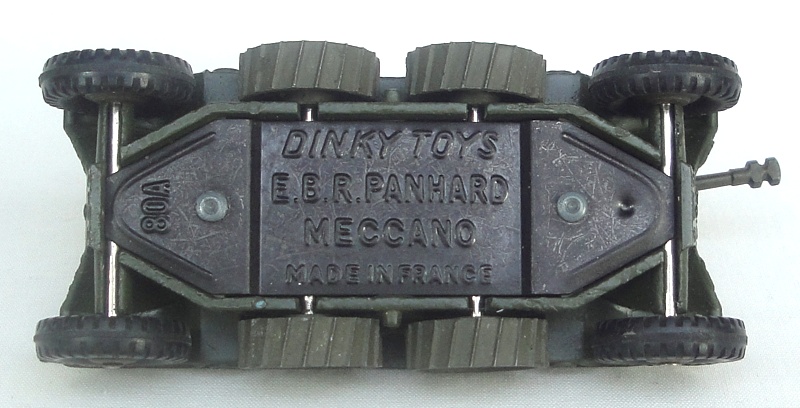 DINKY TOYS
E.B.R. PANHARD
MECCANO
MADE IN FRANCE
80A